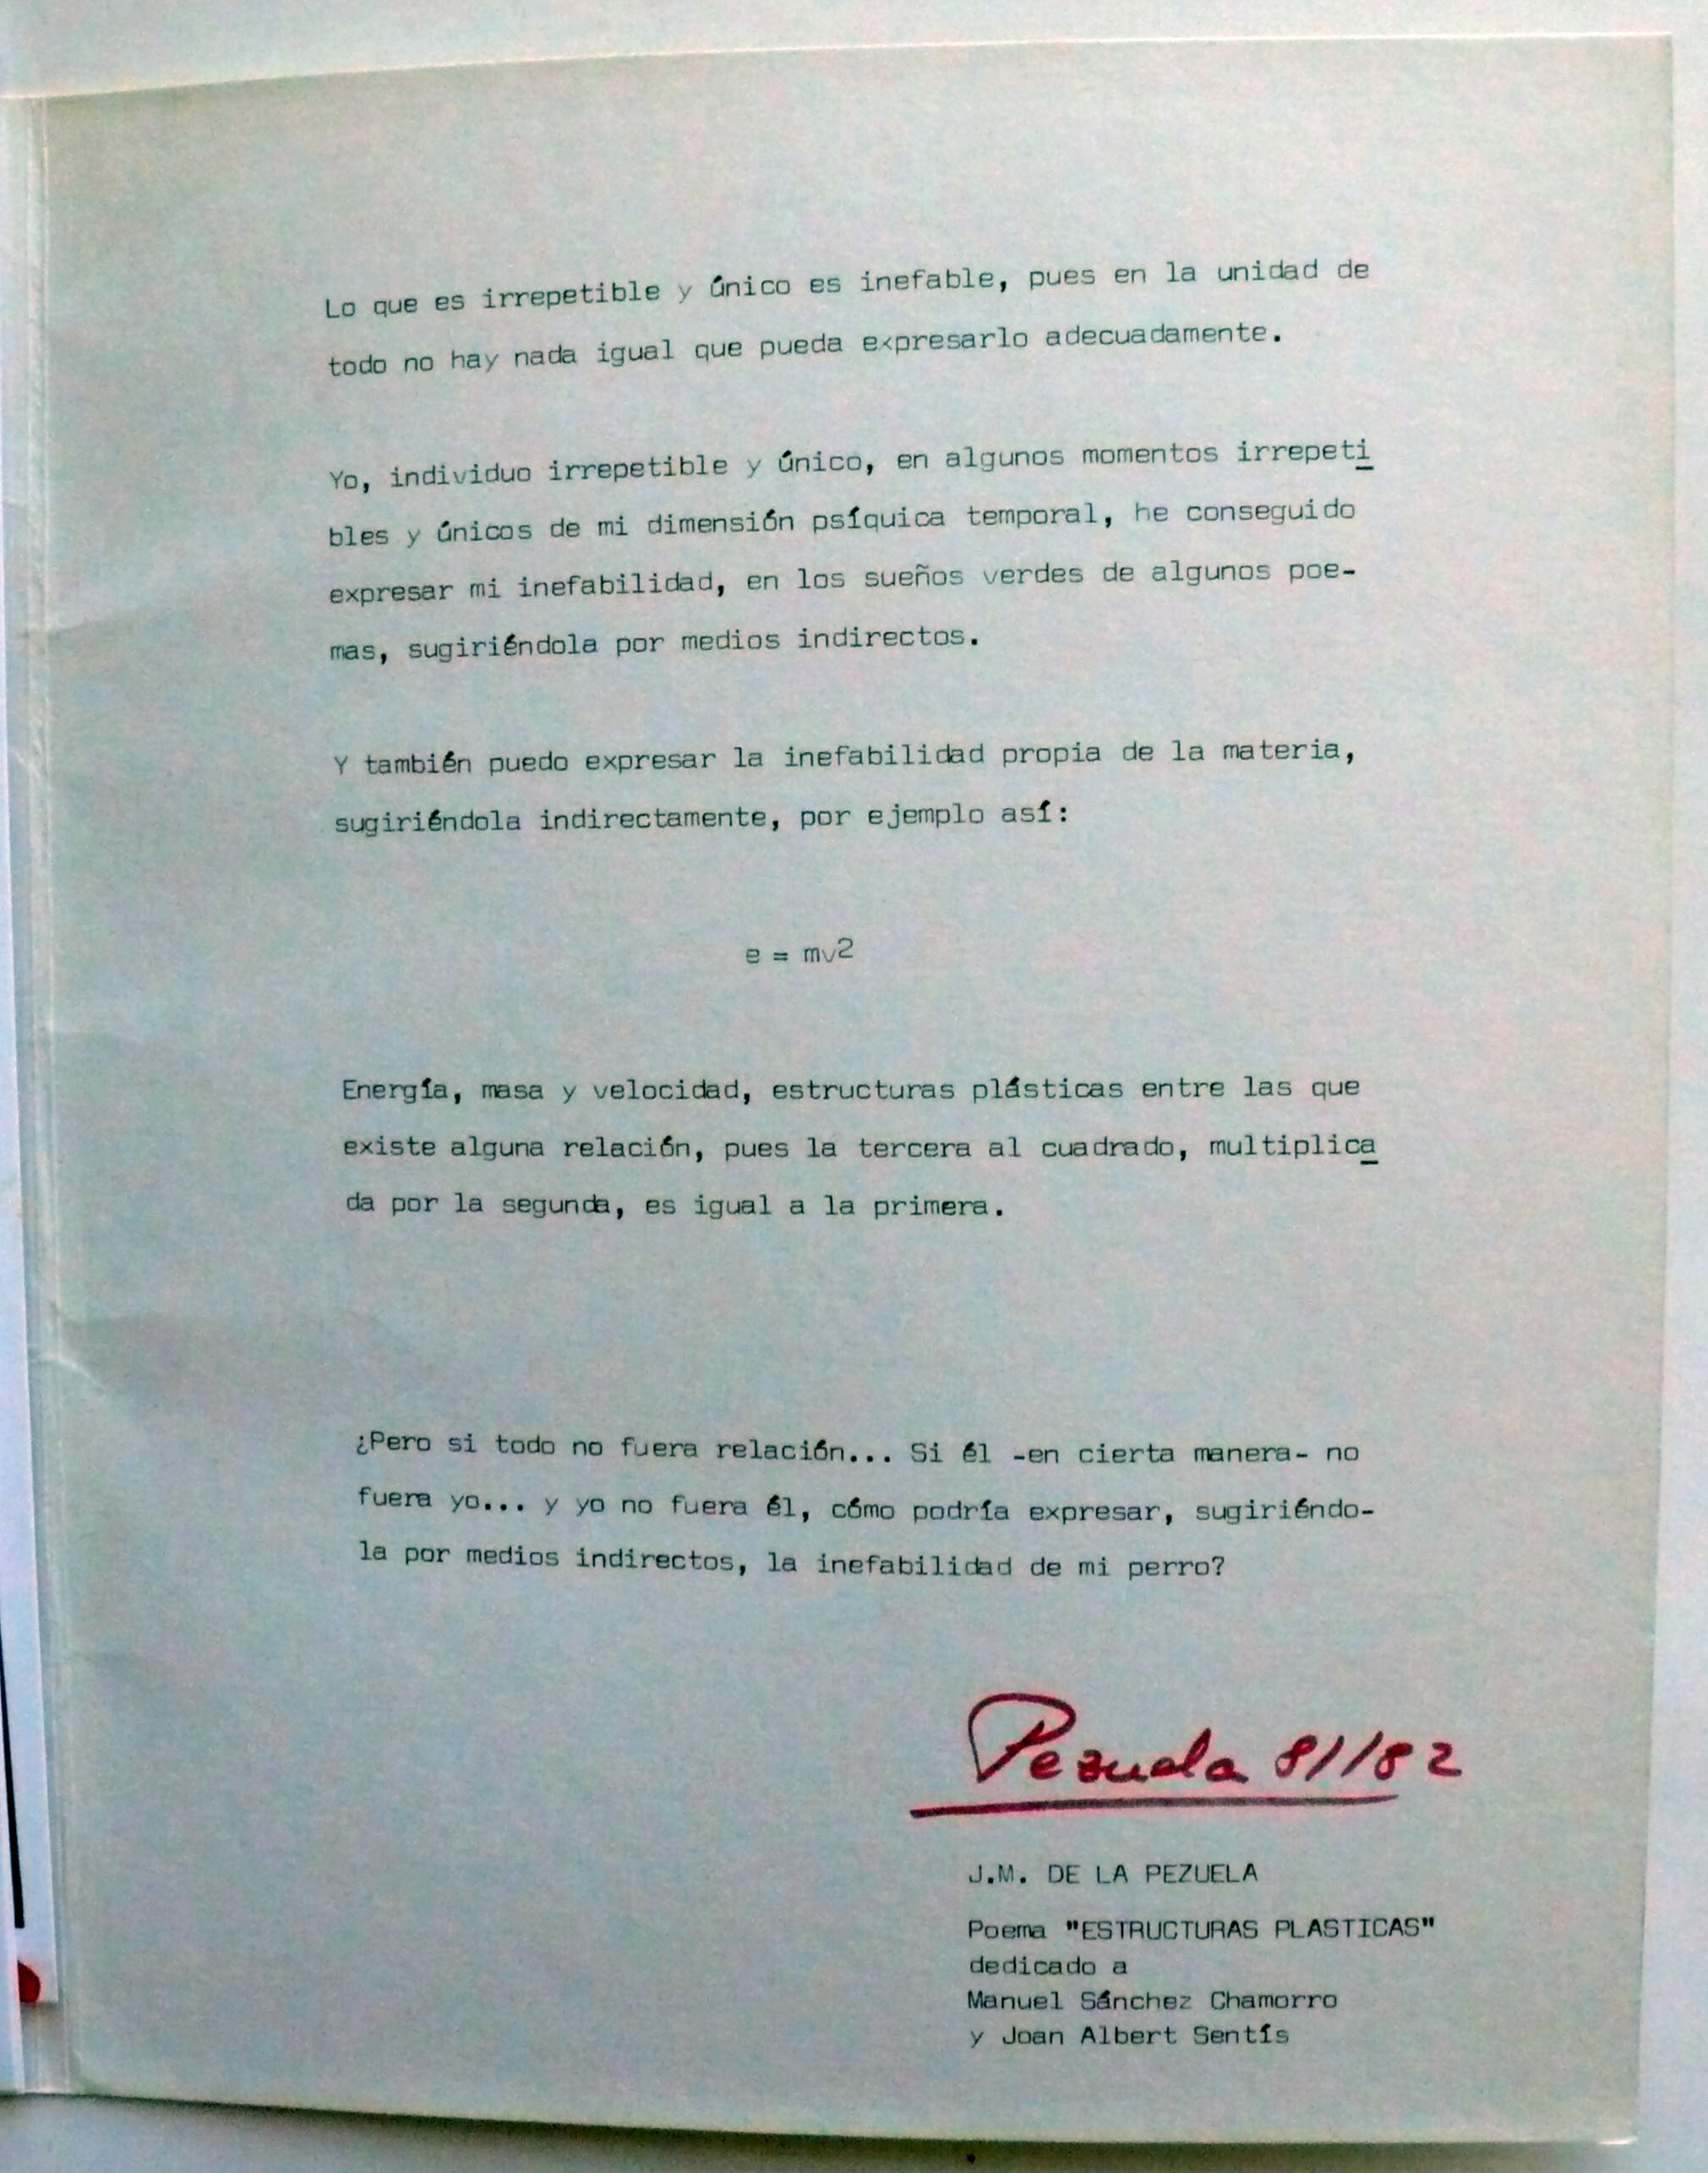 Lo que es irrepetible y único es inefable, pues en la unidad de
todo no hay nada igual que pueda expresarlo adecuadamente.
Yo, individuo irrepetible y único, en algunos momentos irrepeti
bles y únicos de mi dimensión psíquica temporal, he conseguido
expresar mi inefabilidad, en los sueños verdes de algunos poe-
mas, sugiriéndola por medios indirectos.
Y también puedo expresar la inefabilidad propia de la materia,
sugiriéndola indirectamente, por ejemplo así:
e = mv2
Energía, masa y velocidad, estructuras plásticas entre las que
existe alguna relación, pues la tercera al cuadrado, multiplica
da por la segunda, es igual a la primera.
¿Pero si todo no fuera relación... Si él -en cierta manera- no
fuera yo... y yo no fuera él, cómo podría expresar, sugiriéndo-
la por medios indirectos, la inefabilidad de mi perro?
Pezuela 81/82
J.M. DE LA PEZUELA
Poema "ESTRUCTURAS PLASTICAS"
dedicado a
Manuel Sánchez Chamorro
y Joan Albert Sentís